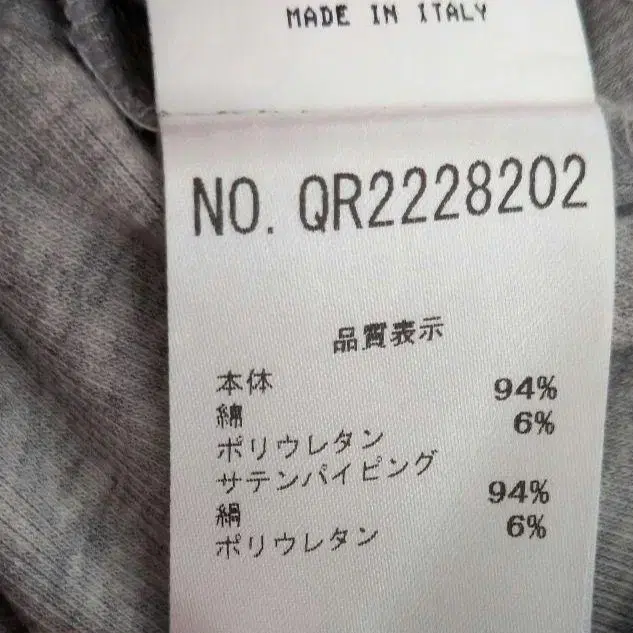 MADE IN ITALY
NO. QR2228202
品質表示
本体
綿 94%
ポリウレタン 6%
サテンパイピング
絹 94%
ポリウレタン 6%